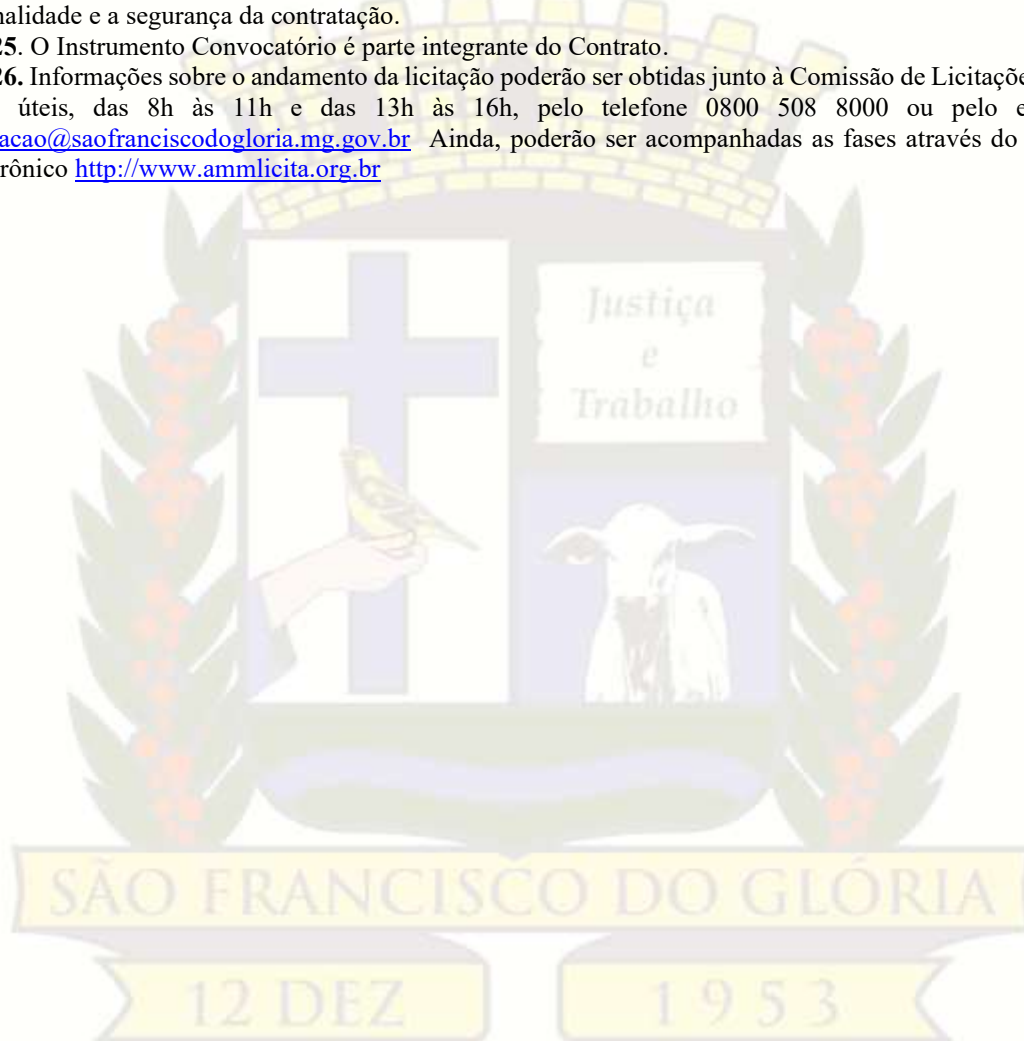 nalidade e a segurança da contratação.
25. O Instrumento Convocatório é parte integrante do Contrato.
26. Informações sobre o andamento da licitação poderão ser obtidas junto à Comissão de Licitaçõe
úteis, das 8h às 11h e das 13h às 16h, pelo telefone 0800 508 8000 ou pelo e
acao@saofranciscodogloria.mg.gov.br Ainda, poderão ser acompanhadas as fases através do
rônico http://www.ammlicita.org.br
Justiça
e
Trabalho
SÃO FRANCISCO DO GLÓRIA
12 DEZ 1953